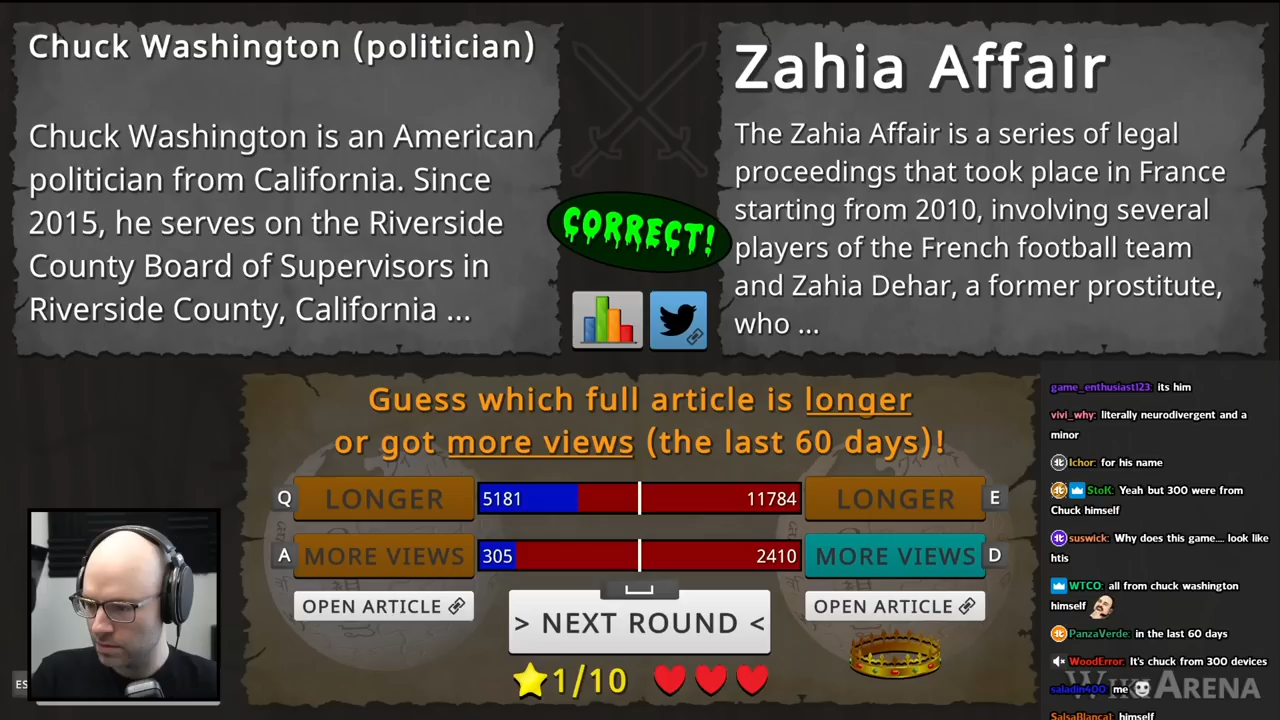 Chuck Washington (politician)
Chuck Washington is an American
politician from California. Since
2015, he serves on the Riverside
County Board of Supervisors in
Riverside County, California ...
CORRECT!
Zahia Affair
The Zahia Affair is a series of legal
proceedings that took place in France
starting from 2010, involving several
players of the French football team
and Zahia Dehar, a former prostitute,
who ...
Guess which full article is longer
or got more views (the last 60 days)!
Q LONGER 5181 11784 LONGER E
A MORE VIEWS 305 2410 MORE VIEWS D
OPEN ARTICLE
OPEN ARTICLE
> NEXT ROUND <
1/10
ES
game_enthusiast123: its him
vivi_why: literally neurodivergent and a
minor
Ichor: for his name
StoK: Yeah but 300 were from
Chuck himself
suswick: Why does this game.... look like
htis
WTCO: all from chuck washington
himself
PanzaVerde: in the last 60 days
WoodError: It's chuck from 300 devices
saladin400: me
SalsaBlanca1: himself
WIKIARENA